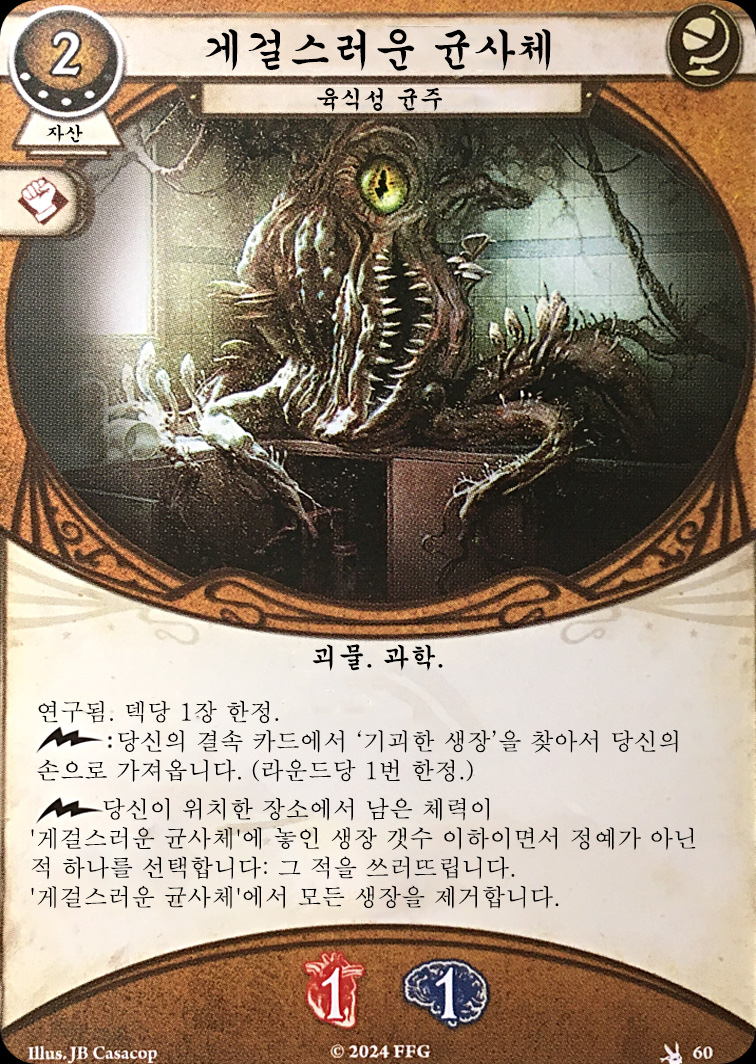 2
게걸스러운 균사체
육식성 균주
자산
괴물. 과학.
연구됨. 덱당 1장 한정.
:당신의 결속 카드에서 ‘기괴한 생장’을 찾아서 당신의
손으로 가져옵니다. (라운드당 1번 한정.)
당신이 위치한 장소에서 남은 체력이
'게걸스러운 균사체'에 놓인 생장 갯수 이하이면서 정예가 아닌
적 하나를 선택합니다: 그 적을 쓰러뜨립니다.
'게걸스러운 균사체'에서 모든 생장을 제거합니다.
1 1
Illus. JB Casacop © 2024 FFG 60